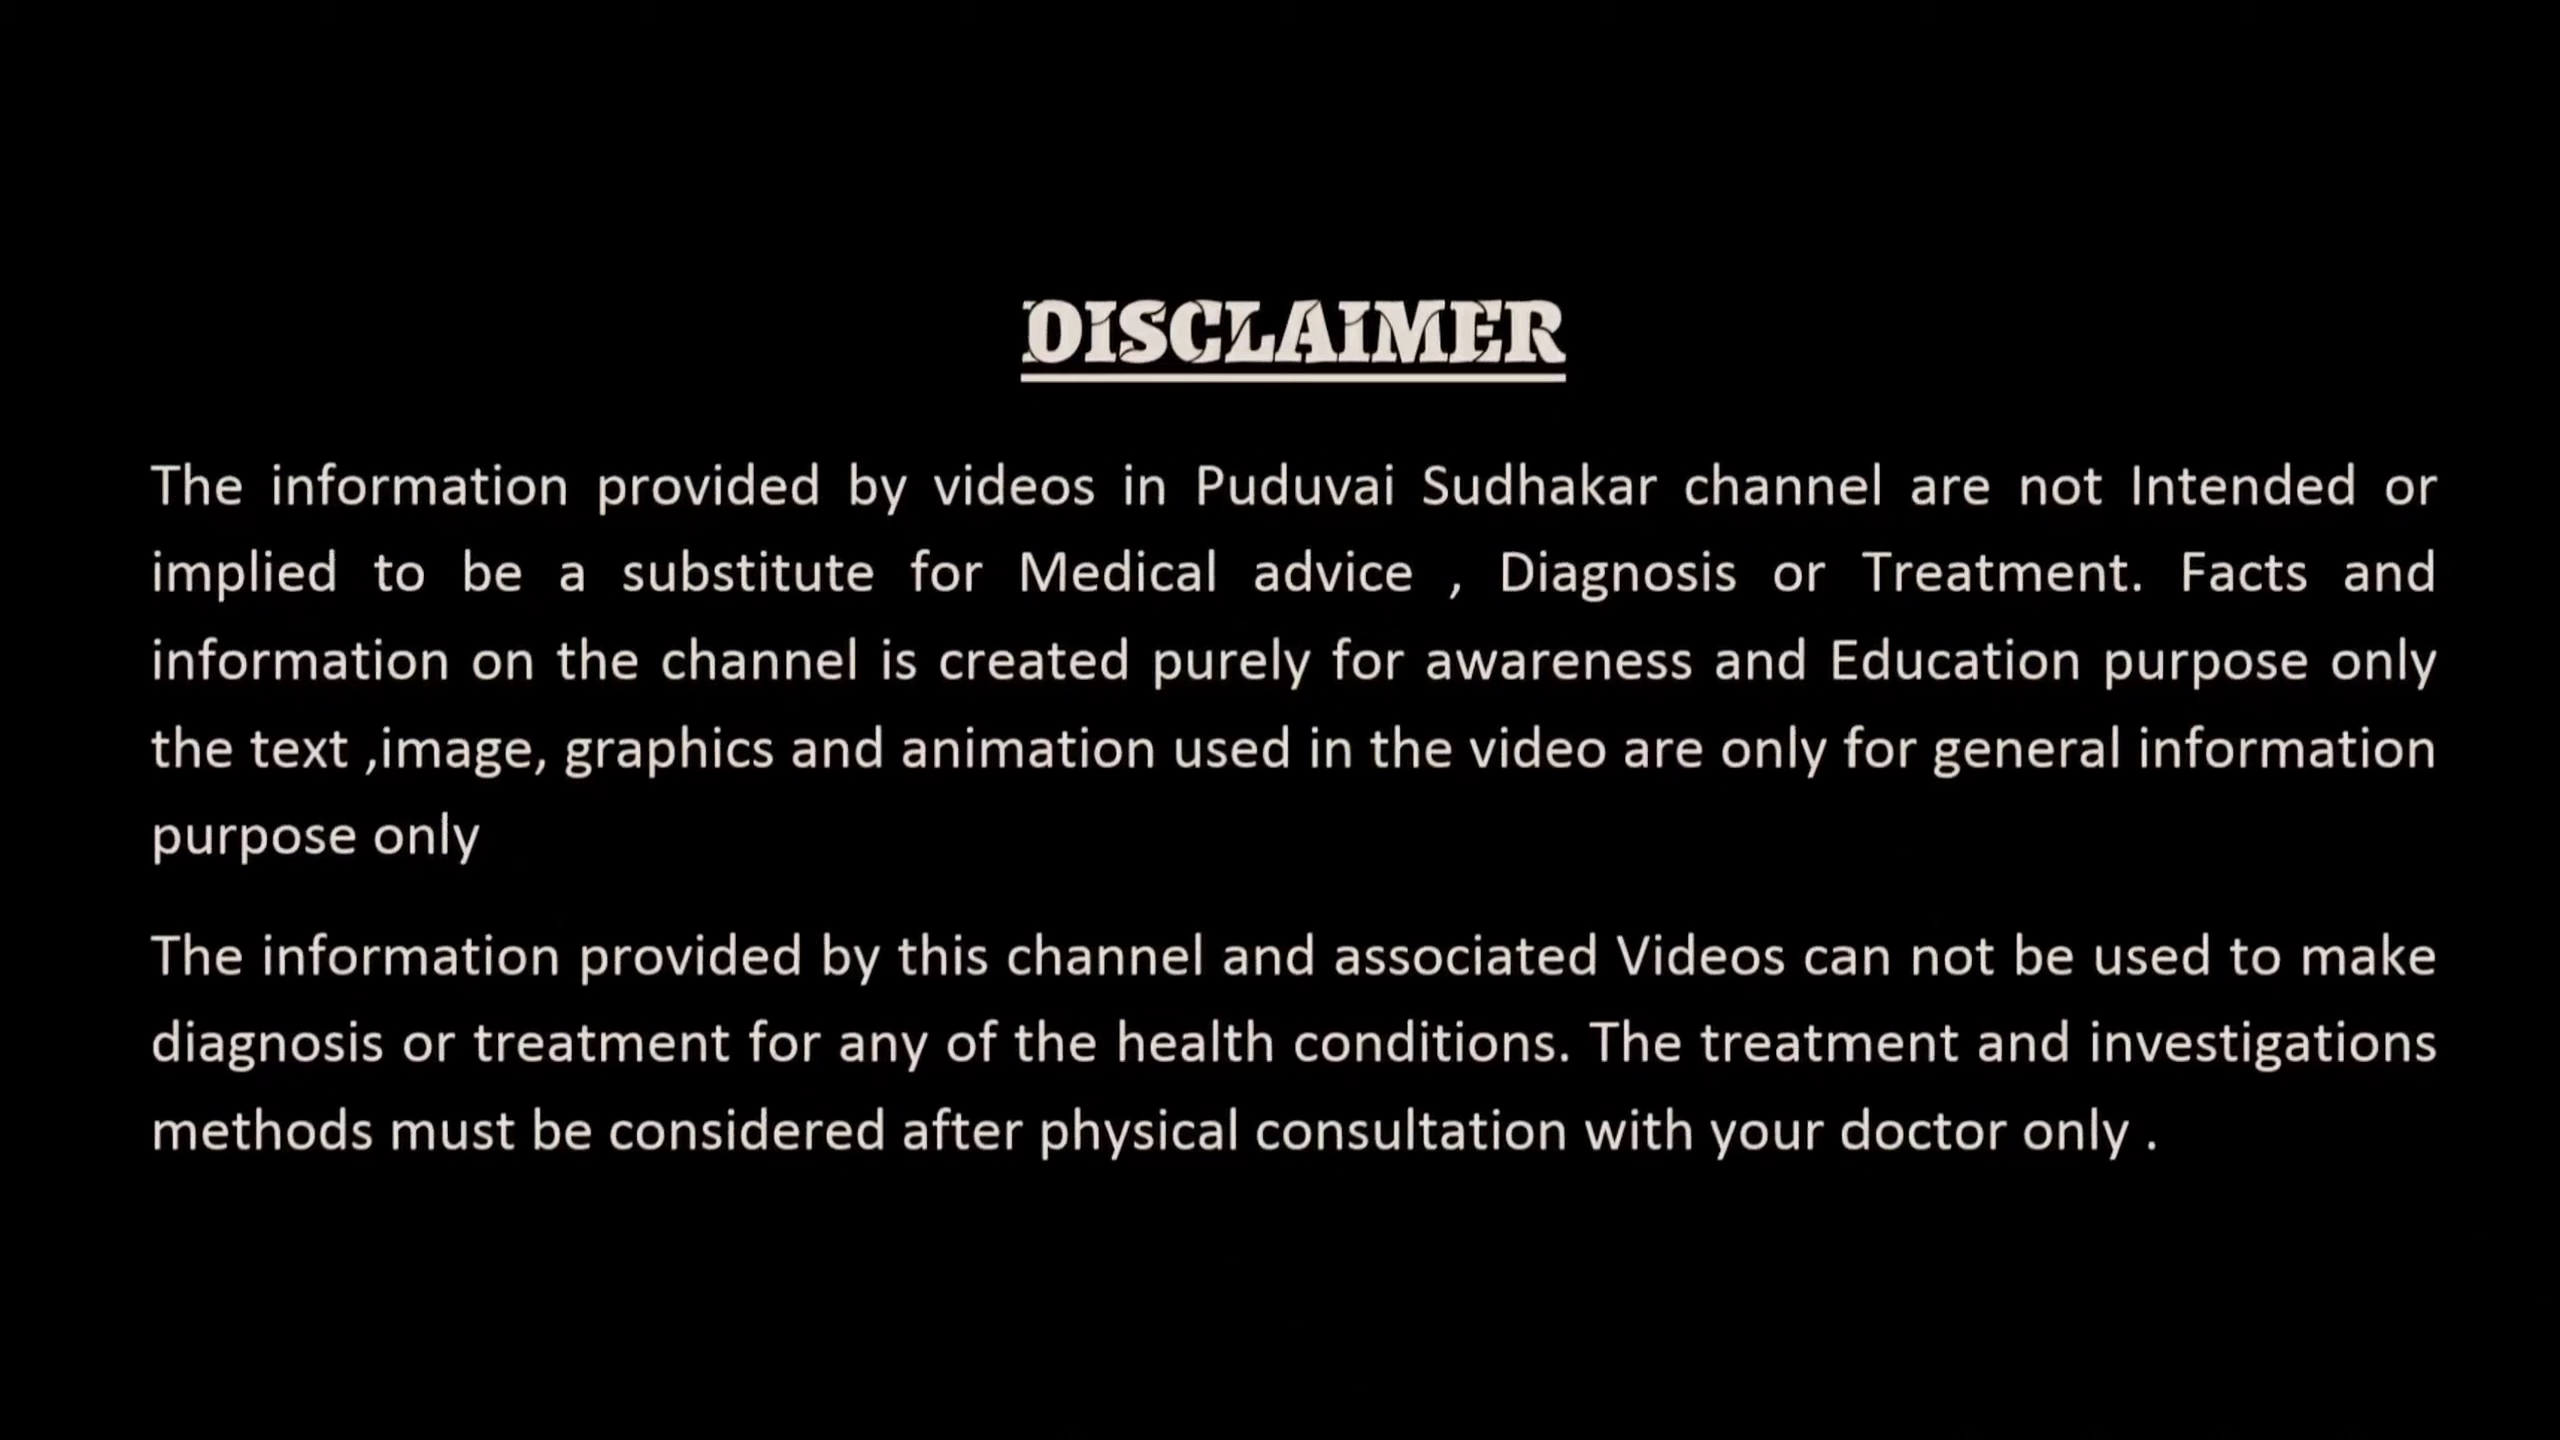 DISCLAIMER
The information provided by videos in Puduvai Sudhakar channel are not Intended or
implied to be a substitute for Medical advice , Diagnosis or Treatment. Facts and
information on the channel is created purely for awareness and Education purpose only
the text ,image, graphics and animation used in the video are only for general information
purpose only
The information provided by this channel and associated Videos can not be used to make
diagnosis or treatment for any of the health conditions. The treatment and investigations
methods must be considered after physical consultation with your doctor only .